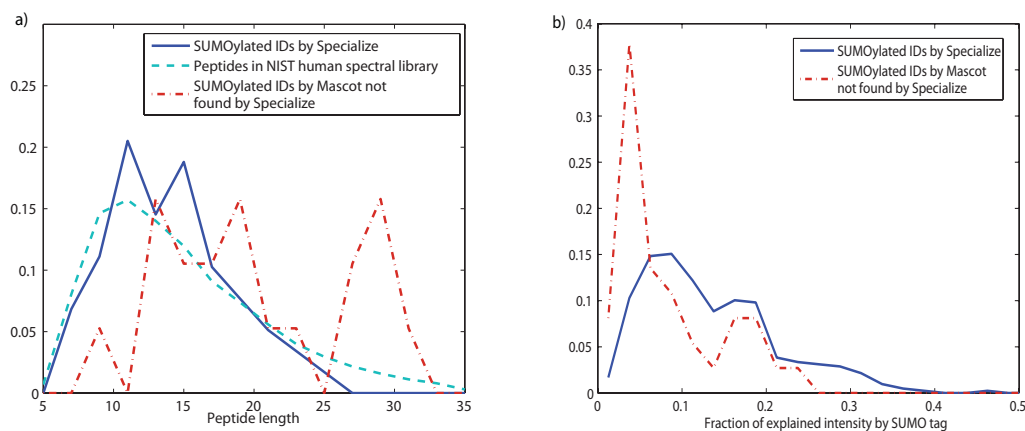 a)
SUMOylated IDs by Specialize
Peptides in NIST human spectral library
SUMOylated IDs by Mascot not
found by Specialize
0.25
0.2
0.15
0.1
0.05
0
5 10 15 20 25 30 35
Peptide length
b)
SUMOylated IDs by Specialize
SUMOylated IDs by Mascot
not found by Specialize
0.4
0.35
0.3
0.25
0.2
0.15
0.1
0.05
0
0 0.1 0.2 0.3 0.4 0.5
Fraction of explained intensity by SUMO tag